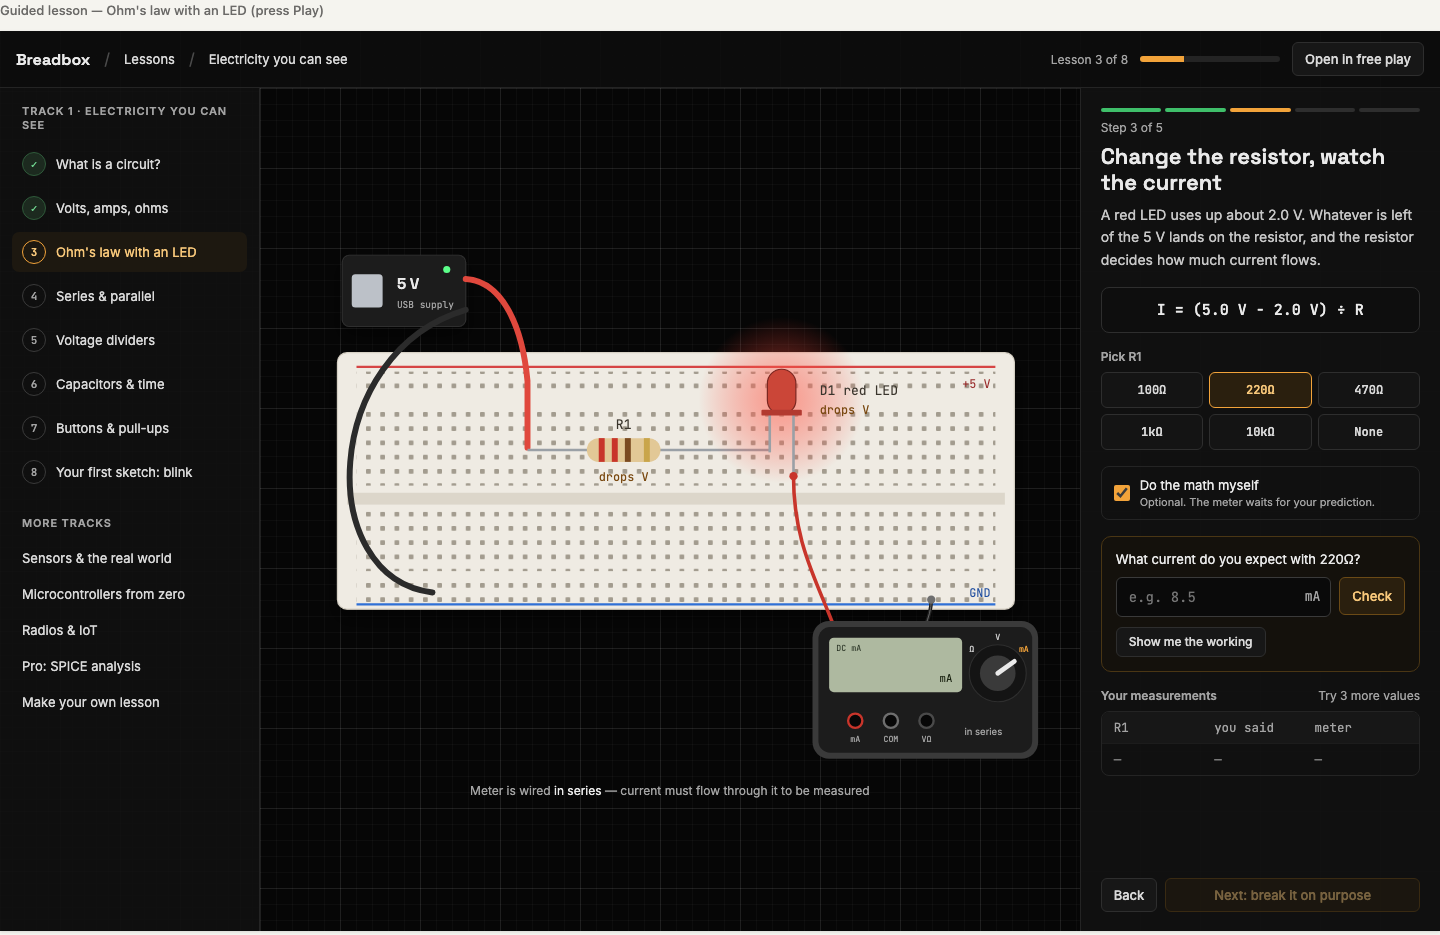 Guided lesson — Ohm's law with an LED (press Play)
Breadbox / Lessons / Electricity you can see
Lesson 3 of 8
Open in free play
TRACK 1 · ELECTRICITY YOU CAN
SEE
✓ What is a circuit?
✓ Volts, amps, ohms
3 Ohm's law with an LED
4 Series & parallel
5 Voltage dividers
6 Capacitors & time
7 Buttons & pull-ups
8 Your first sketch: blink
MORE TRACKS
Sensors & the real world
Microcontrollers from zero
Radios & IoT
Pro: SPICE analysis
Make your own lesson
5V
USB supply
+5 V
D1 red LED
drops V
R1
drops V
GND
DC mA
mA
V
Ω
mA
mA
COM
VΩ
in series
Meter is wired in series — current must flow through it to be measured
Step 3 of 5
Change the resistor, watch
the current
A red LED uses up about 2.0 V. Whatever is left
of the 5 V lands on the resistor, and the resistor
decides how much current flows.
I = (5.0 V - 2.0 V) ÷ R
Pick R1
100Ω 220Ω 470Ω
1kΩ 10kΩ None
Do the math myself
Optional. The meter waits for your prediction.
What current do you expect with 220Ω?
e.g. 8.5 mA
Check
Show me the working
Your measurements Try 3 more values
R1 you said meter
— — —
Back
Next: break it on purpose